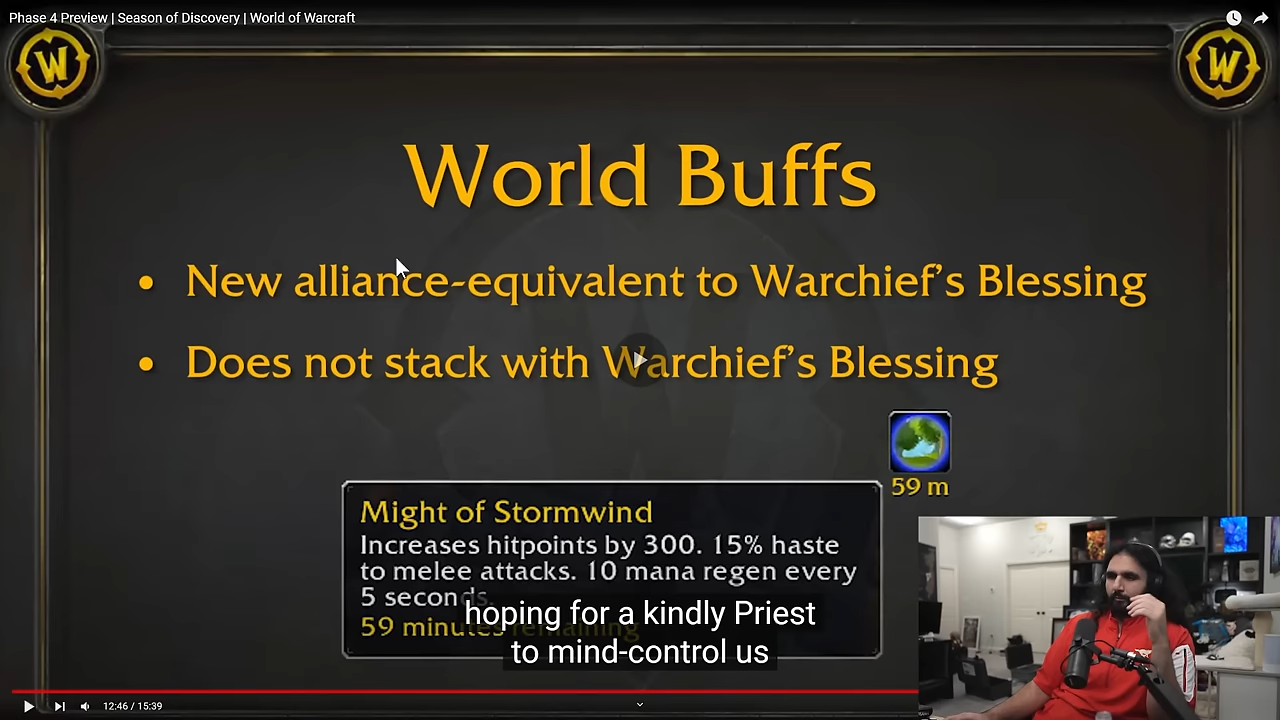 Phase 4 Preview | Season of Discovery | World of Warcraft
W
W
World Buffs
• New alliance-equivalent to Warchief's Blessing
• Does not stack with Warchief's Blessing
59 m
Might of Stormwind
Increases hitpoints by 300. 15% haste
to melee attacks. 10 mana regen every
5 seconds.
59 minutes remaining
hoping for a kindly Priest
to mind-control us
12:46 / 15:39